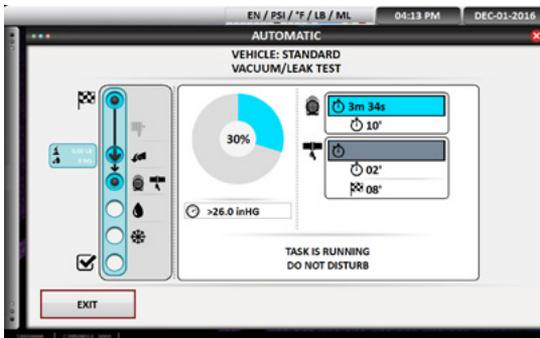 EN / PSI / °F / LB / ML
04:13 PM
DEC-01-2016
AUTOMATIC
VEHICLE: STANDARD
VACUUM/LEAK TEST
30%
>26.0 inHG
3m 34s
10'
02'
08'
TASK IS RUNNING
DO NOT DISTURB
EXIT